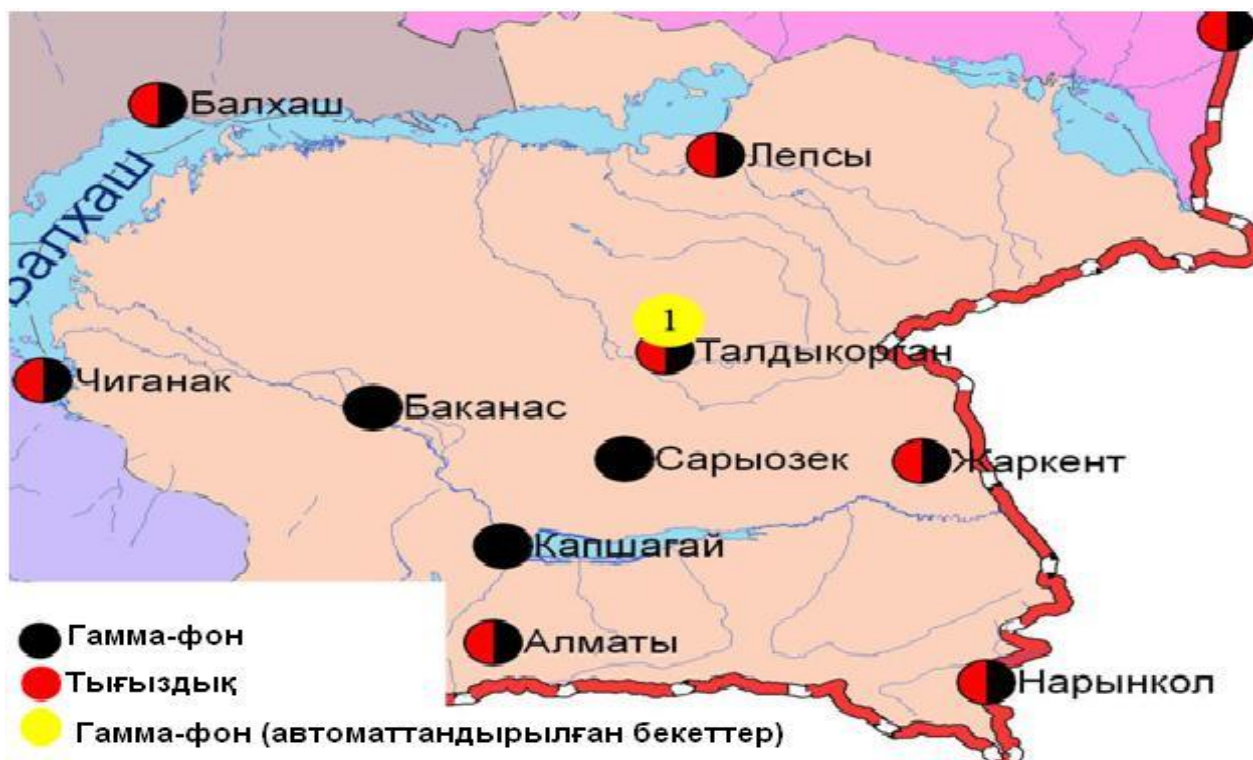 Балхаш
Лепсы
Балхаш
1
Талдыкорган
Чиганак
Баканас
Сарыозек
Жаркент
Капшагай
Гамма-фон
Алматы
Тығыздық
Нарынкол
Гамма-фон (автоматтандырылған бекеттер)